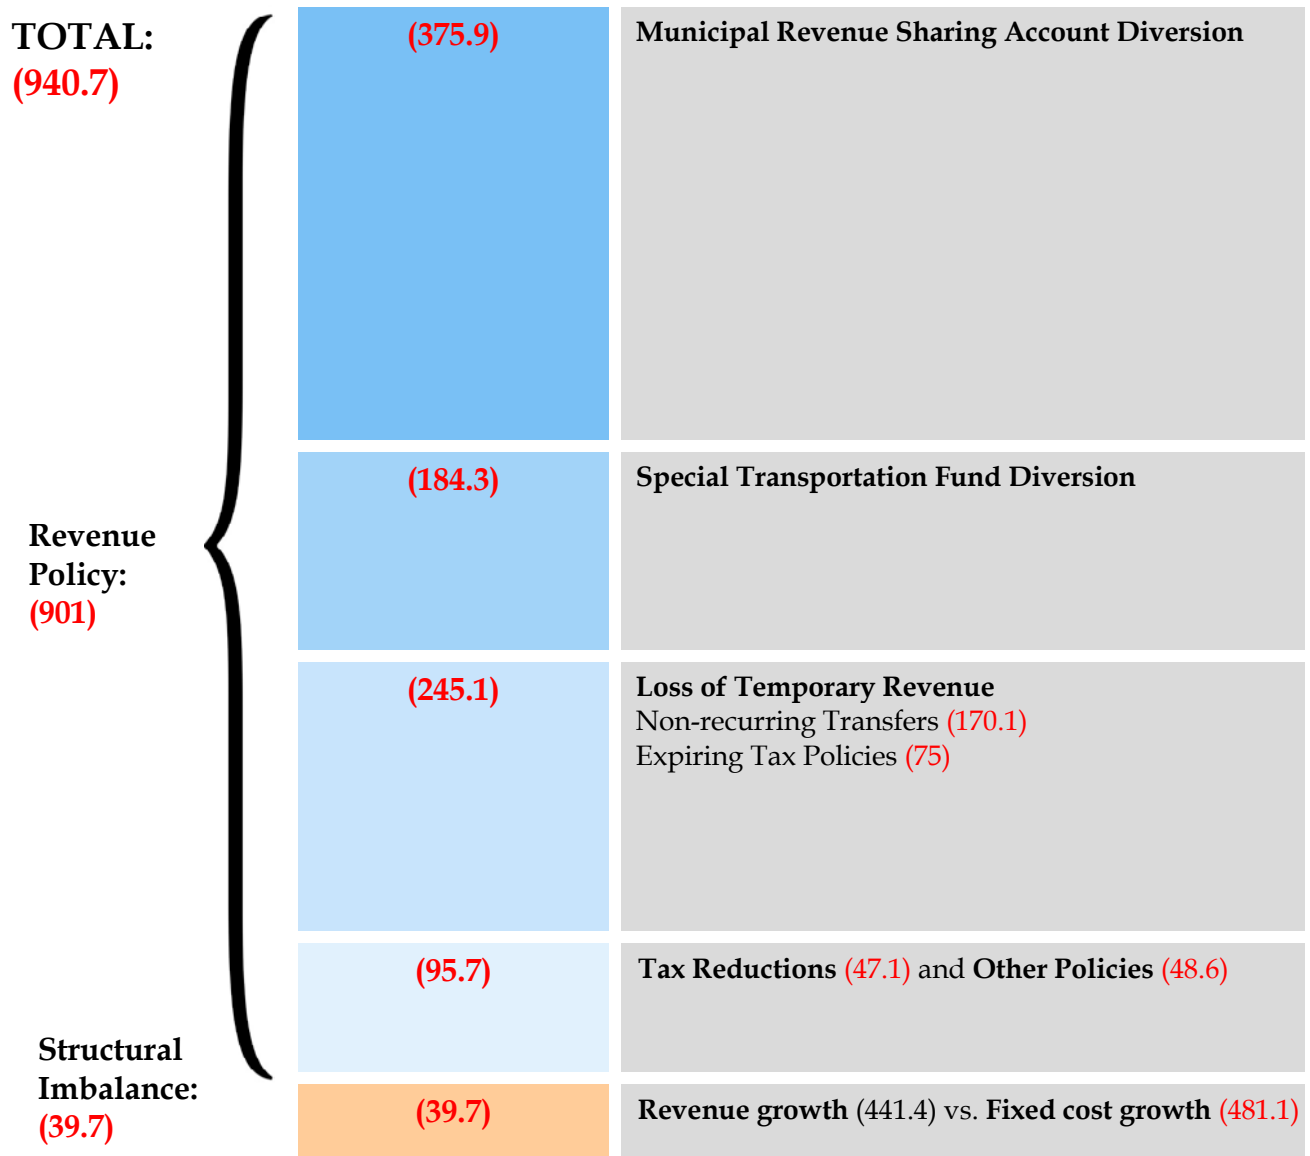 TOTAL:
(940.7)
(375.9)
Municipal Revenue Sharing Account Diversion
(184.3)
Special Transportation Fund Diversion
Revenue
Policy:
(901)
(245.1)
Loss of Temporary Revenue
Non-recurring Transfers (170.1)
Expiring Tax Policies (75)
(95.7)
Tax Reductions (47.1) and Other Policies (48.6)
Structural
Imbalance:
(39.7)
(39.7)
Revenue growth (441.4) vs. Fixed cost growth (481.1)